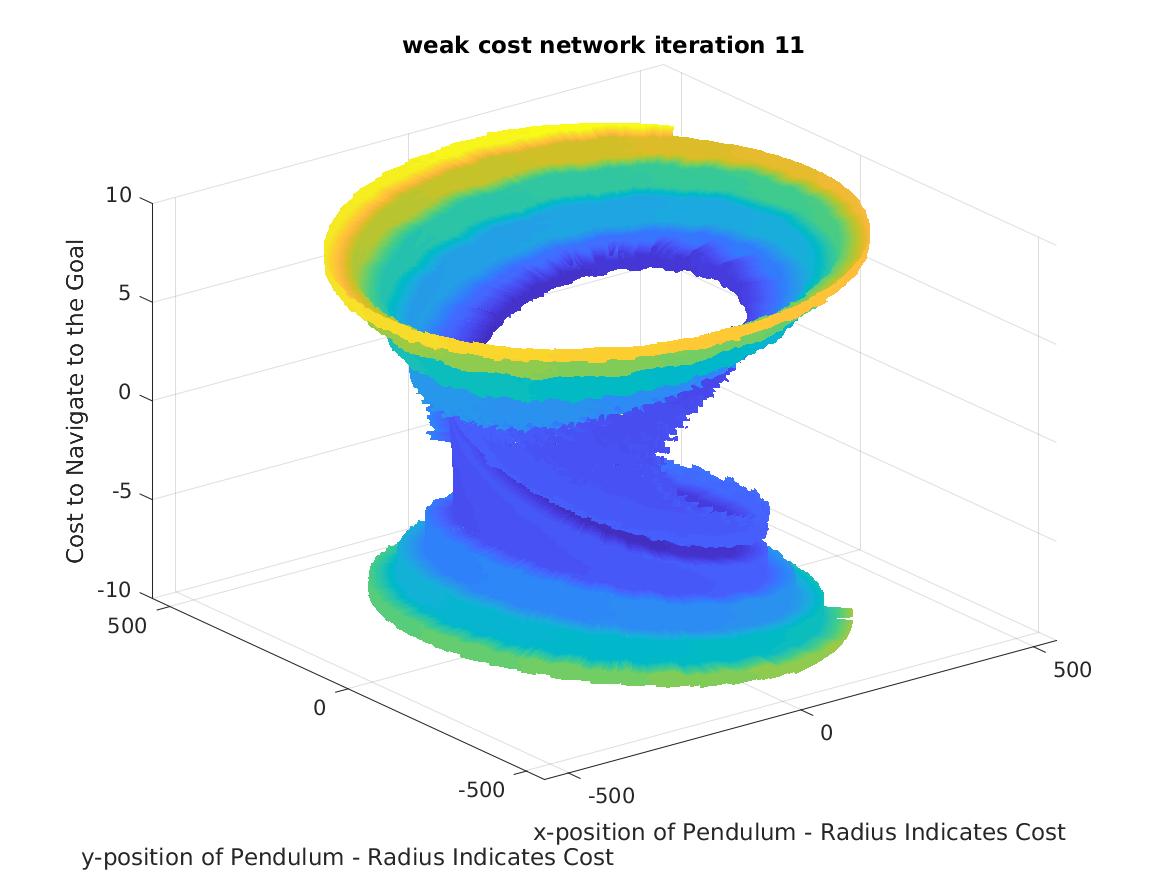 weak cost network iteration 11
10
5
0
-5
-10
Cost to Navigate to the Goal
500
0
-500
-500
0
500
x-position of Pendulum - Radius Indicates Cost
y-position of Pendulum - Radius Indicates Cost